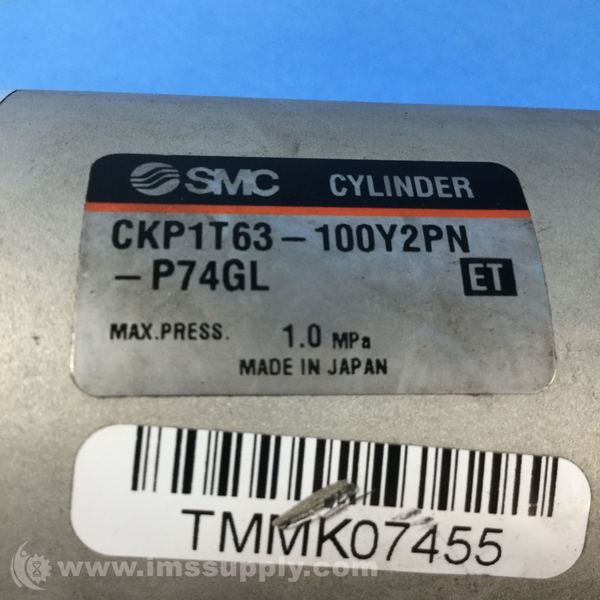 SMC CYLINDER
CKP1T63-100Y2PN
-P74GL ET
MAX.PRESS. 1.0 MPa
MADE IN JAPAN
TMMK07455
www.imssupply.com